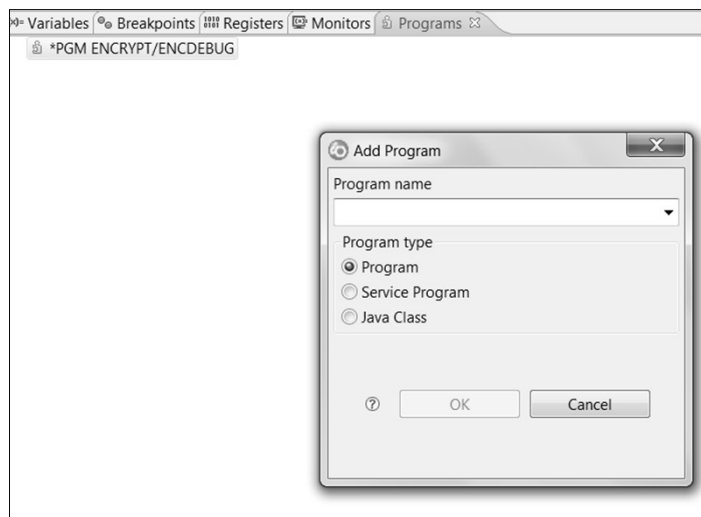 Variables Breakpoints Registers Monitors Programs
*PGM ENCRYPT/ENCDEBUG
Add Program
Program name
Program type
Program
Service Program
Java Class
OK Cancel